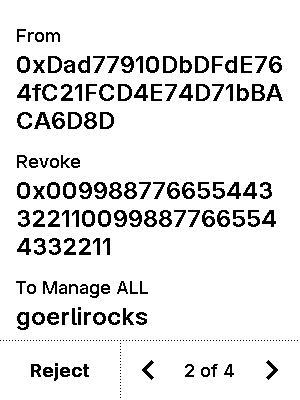 From
0xDad77910DbDFdE76
4fC21FCD4E74D71bBA
CA6D8D
Revoke
0x009988776655443
322110099887766554
4332211
To Manage ALL
goerlirocks
Reject
2 of 4